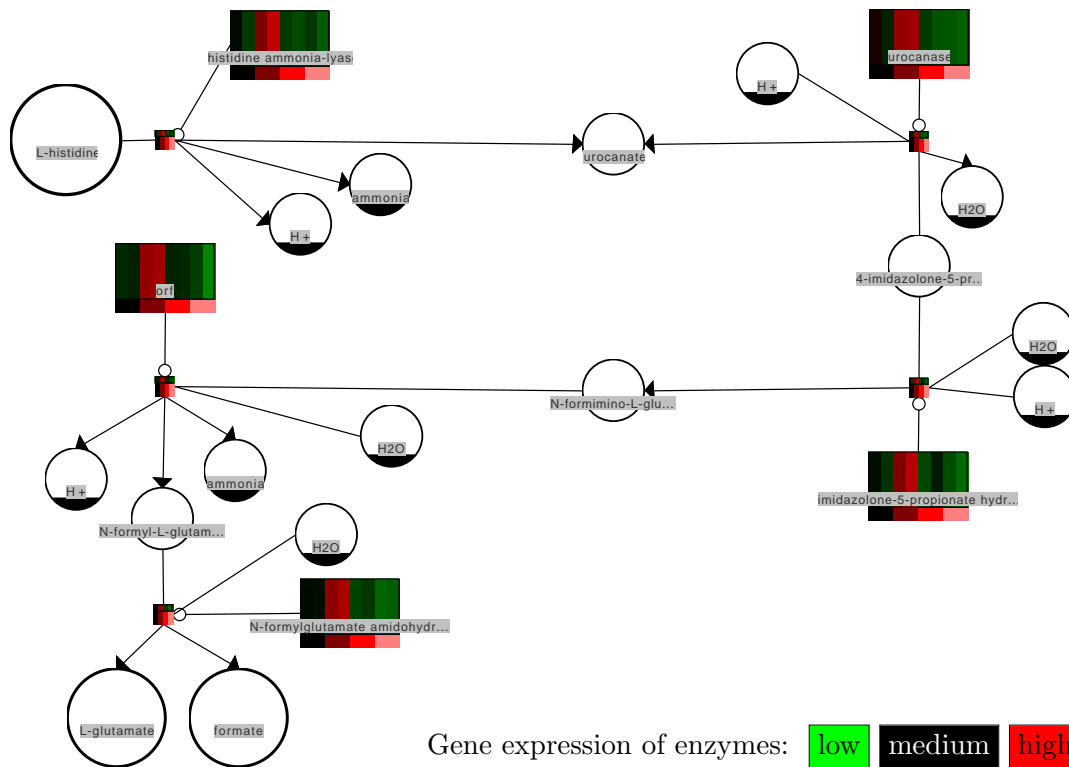 histidine ammonia-lyase
urocanase
H +
L-histidine
urocanate
ammonia
H2O
H +
4-imidazolone-5-pr...
orf
H2O
N-formimino-L-glu...
H +
H2O
ammonia
H +
imidazolone-5-propionate hydr...
N-formyl-L-glutam...
H2O
N-formylglutamate amidohydr...
L-glutamate
formate
Gene expression of enzymes: low medium high